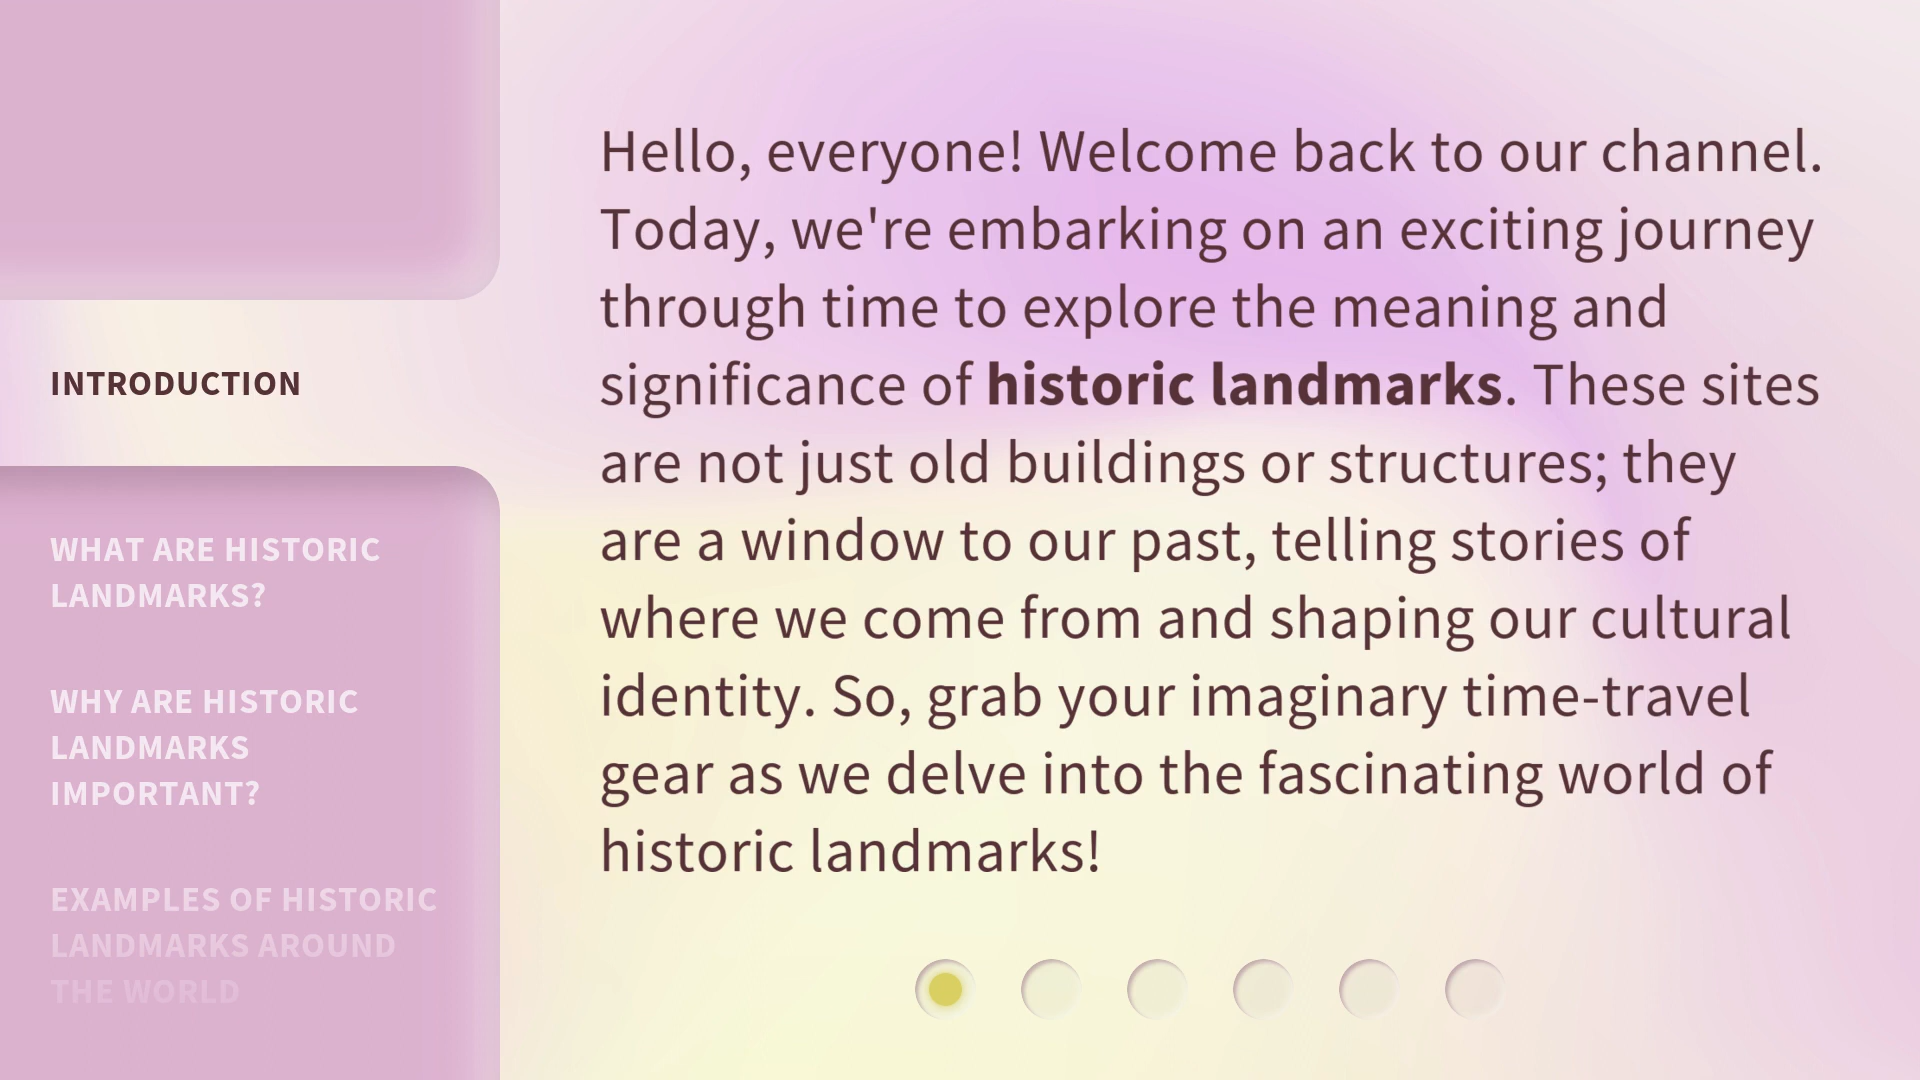 INTRODUCTION
WHAT ARE HISTORIC
LANDMARKS?
WHY ARE HISTORIC
LANDMARKS
IMPORTANT?
EXAMPLES OF HISTORIC
LANDMARKS AROUND
THE WORLD
Hello, everyone! Welcome back to our channel.
Today, we're embarking on an exciting journey
through time to explore the meaning and
significance of historic landmarks. These sites
are not just old buildings or structures; they
are a window to our past, telling stories of
where we come from and shaping our cultural
identity. So, grab your imaginary time-travel
gear as we delve into the fascinating world of
historic landmarks!